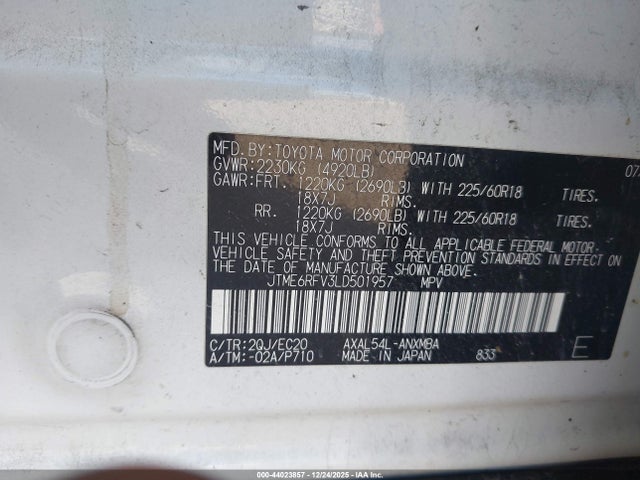 MFD. BY: TOYOTA MOTOR CORPORATION 07
GVWR: 2230KG (4920LB)
GAWR: FRT. 1220KG (2690LB) WITH 225/60R18 TIRES.
18X7J RIMS.
RR. 1220KG (2690LB) WITH 225/60R18 TIRES.
18X7J RIMS.
THIS VEHICLE CONFORMS TO ALL APPLICABLE FEDERAL MOTOR
VEHICLE SAFETY AND THEFT PREVENTION STANDARDS IN EFFECT ON
THE DATE OF MANUFACTURE SHOWN ABOVE.
JTME6RFV3LD501957 MPV
C/TR: 2QJ/EC20 AXAL54L-ANXMBA
A/TM: -02A/P710 MADE IN JAPAN 833 E
000-44023857 - 12/24/2025 - IAA54.com